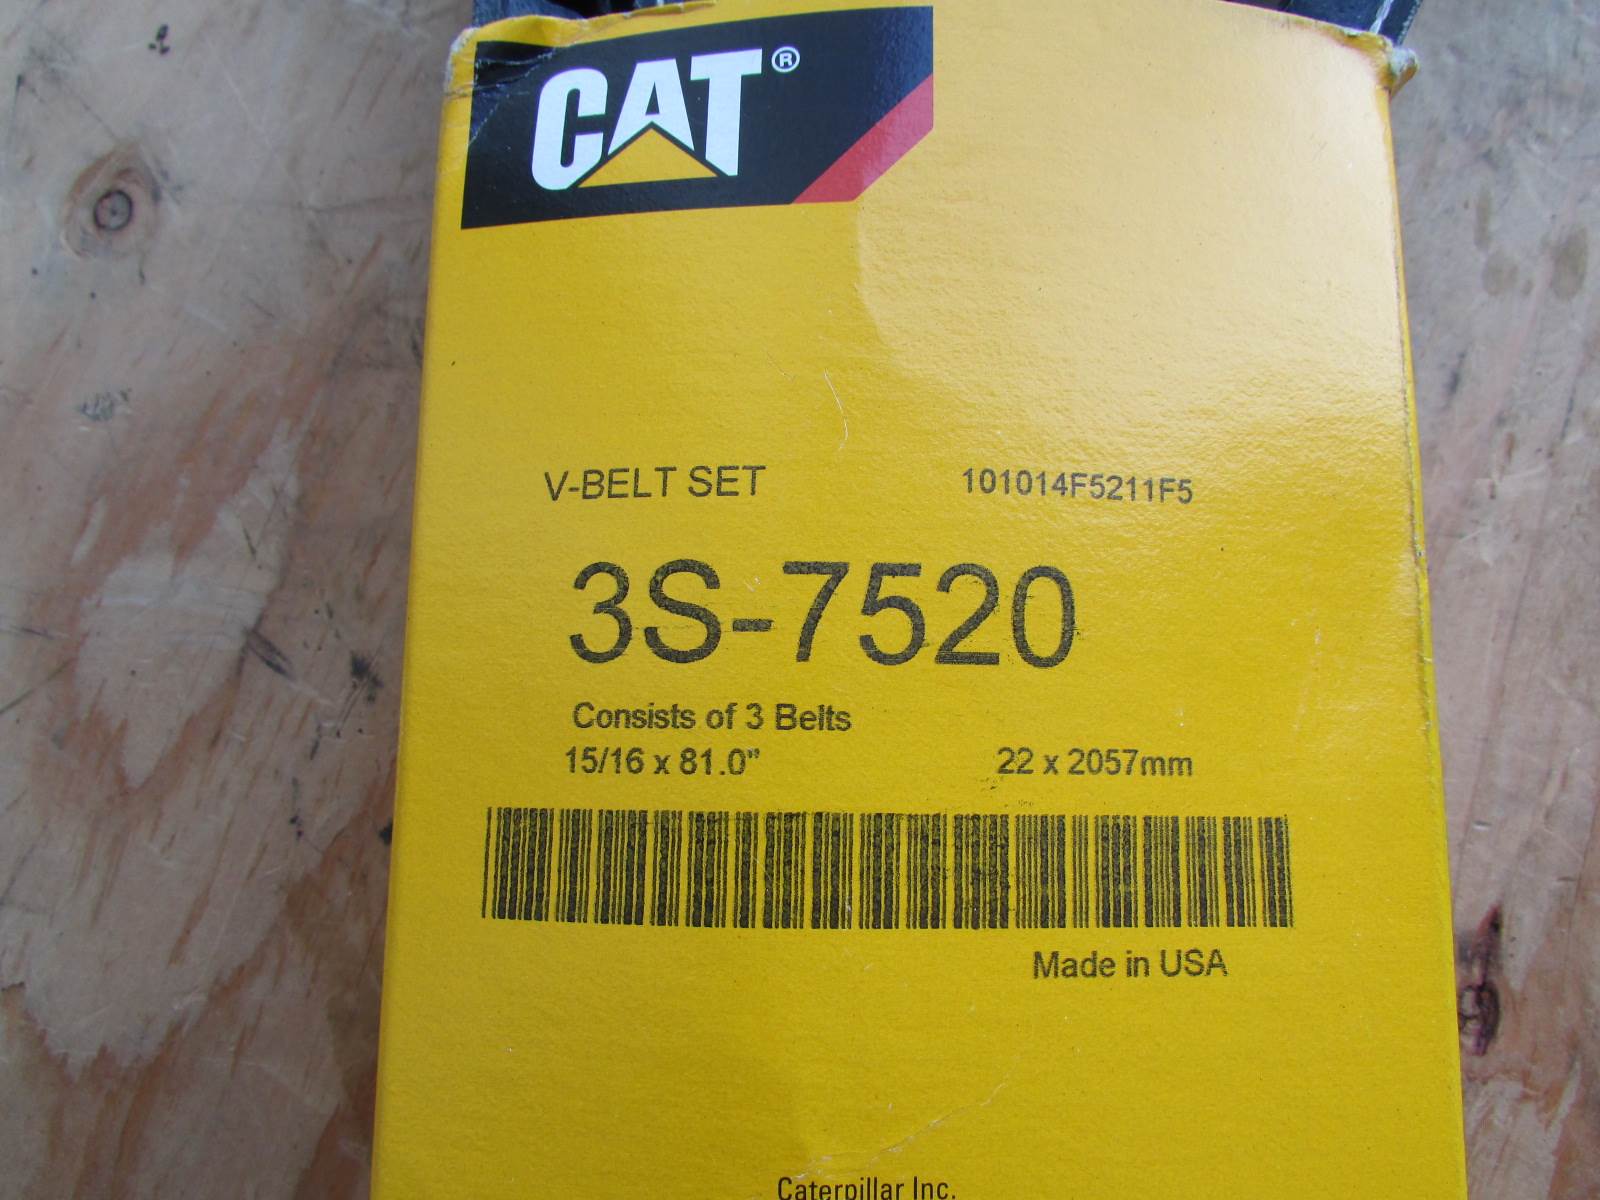 CAT®
V-BELT SET 101014F5211F5
3S-7520
Consists of 3 Belts
15/16 x 81.0" 22 x 2057mm
Made in USA
Caterpillar Inc.